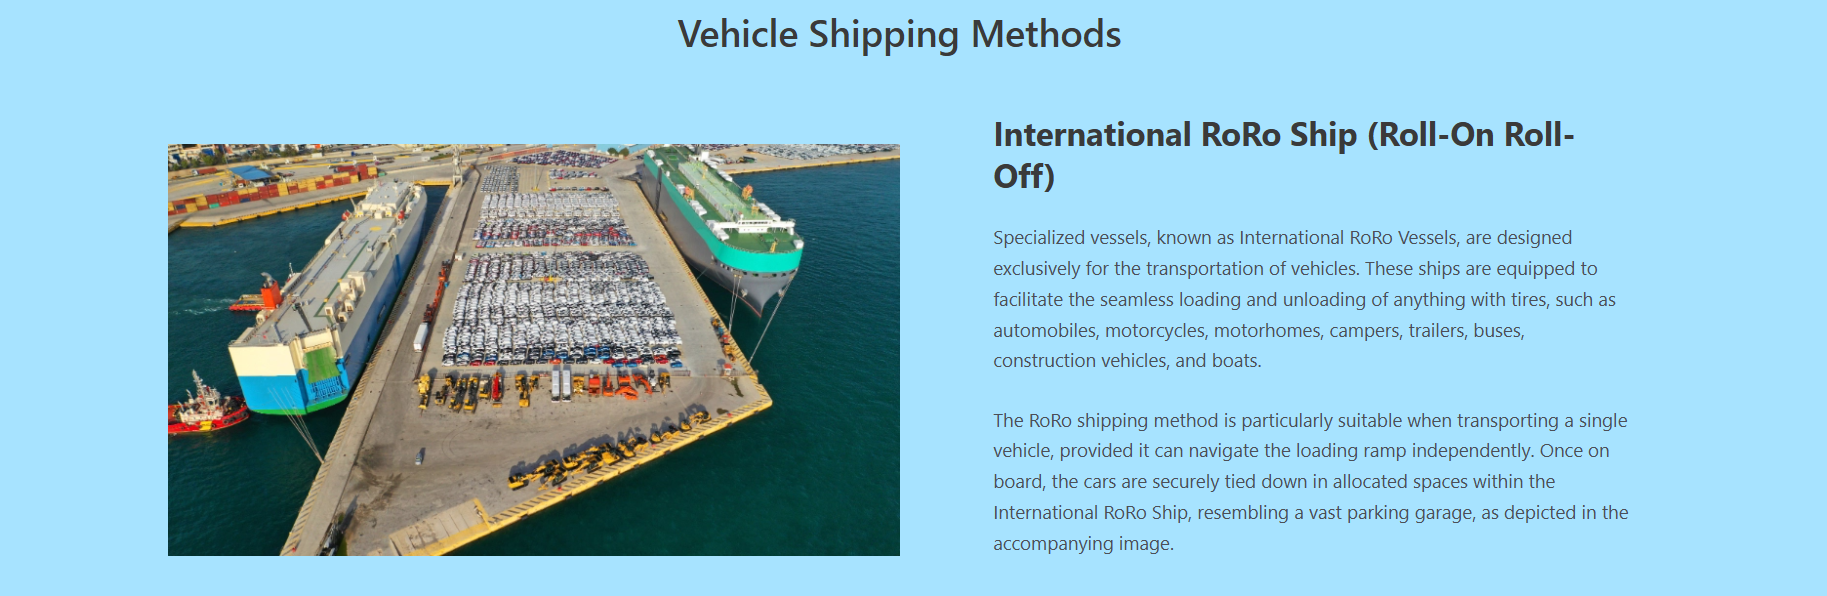 Vehicle Shipping Methods
International RoRo Ship (Roll-On Roll-
Off)
Specialized vessels, known as International RoRo Vessels, are designed
exclusively for the transportation of vehicles. These ships are equipped to
facilitate the seamless loading and unloading of anything with tires, such as
automobiles, motorcycles, motorhomes, campers, trailers, buses,
construction vehicles, and boats.
The RoRo shipping method is particularly suitable when transporting a single
vehicle, provided it can navigate the loading ramp independently. Once on
board, the cars are securely tied down in allocated spaces within the
International RoRo Ship, resembling a vast parking garage, as depicted in the
accompanying image.